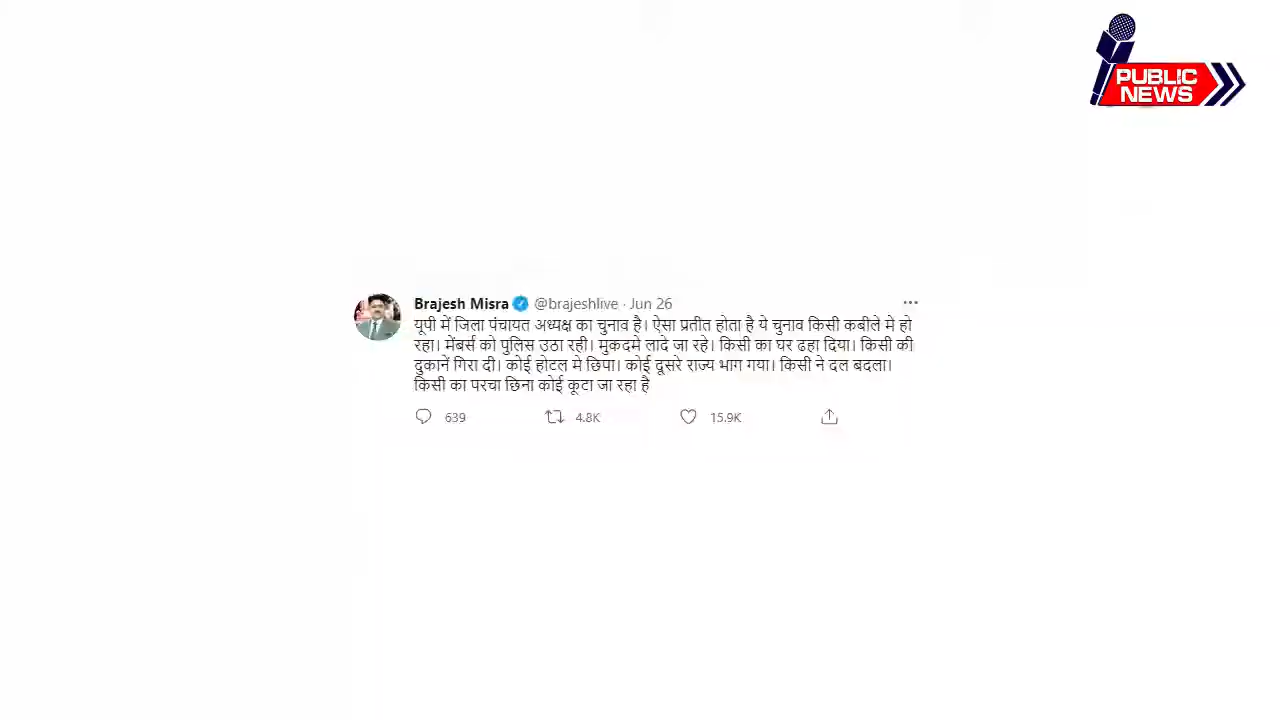 PUBLIC
NEWS
Brajesh Misra @brajeshlive · Jun 26
यूपी में जिला पंचायत अध्यक्ष का चुनाव है। ऐसा प्रतीत होता है ये चुनाव किसी कबीले मे हो
रहा। मेंबर्स को पुलिस उठा रही। मुकदमे लादे जा रहे। किसी का घर ढहा दिया। किसी की
दुकानें गिरा दी। कोई होटल मे छिपा। कोई दूसरे राज्य भाग गया। किसी ने दल बदला।
किसी का परचा छिना कोई कूटा जा रहा है
639 4.8K 15.9K